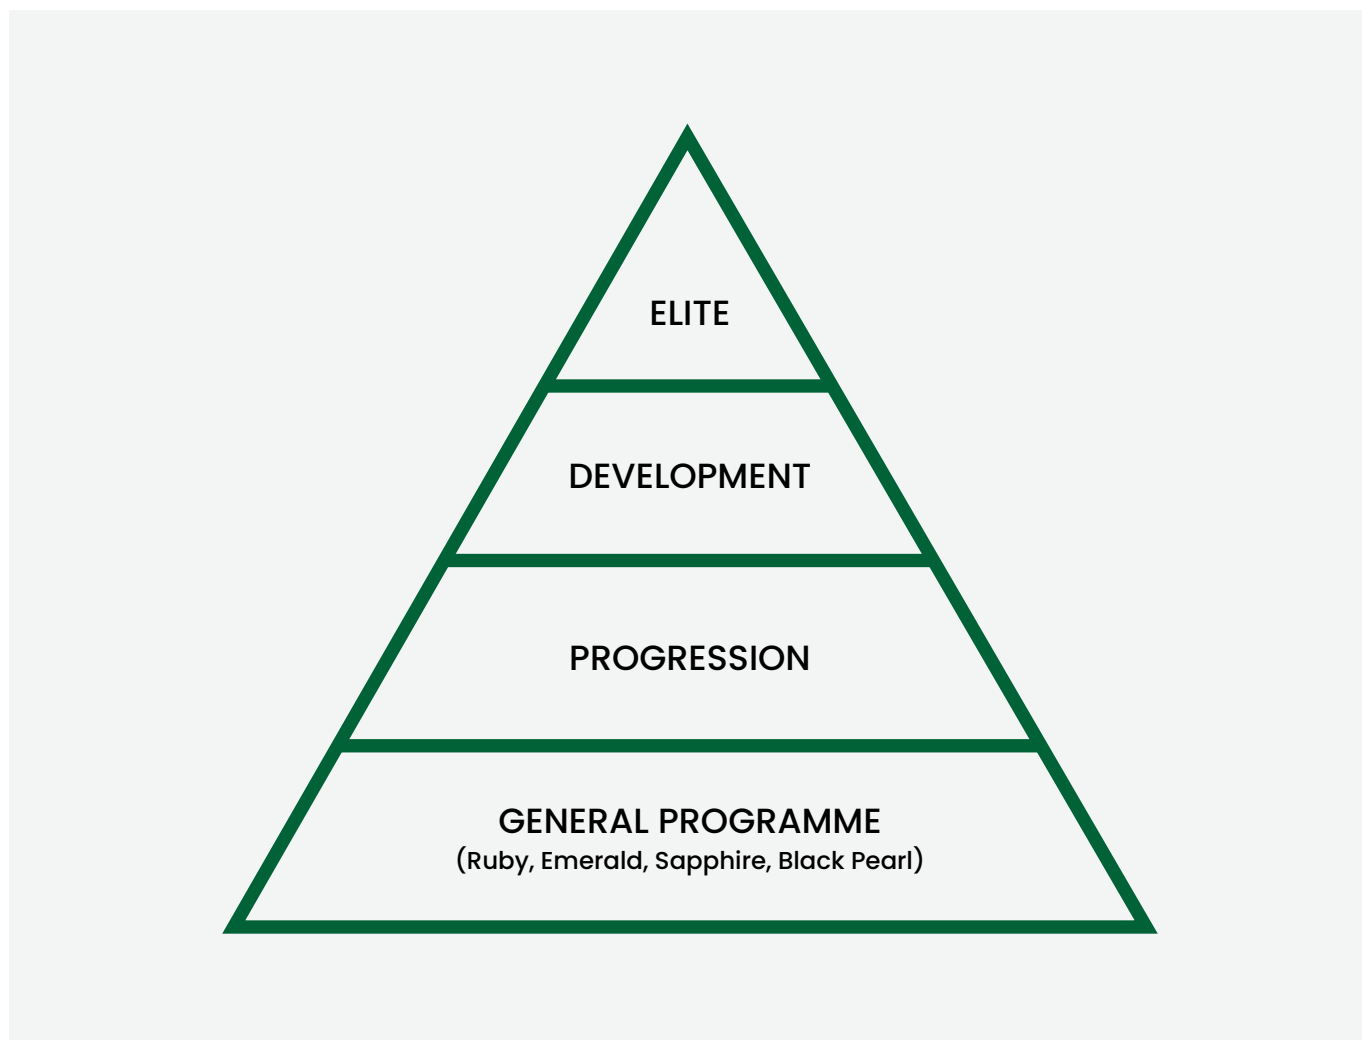 ELITE
DEVELOPMENT
PROGRESSION
GENERAL PROGRAMME
(Ruby, Emerald, Sapphire, Black Pearl)